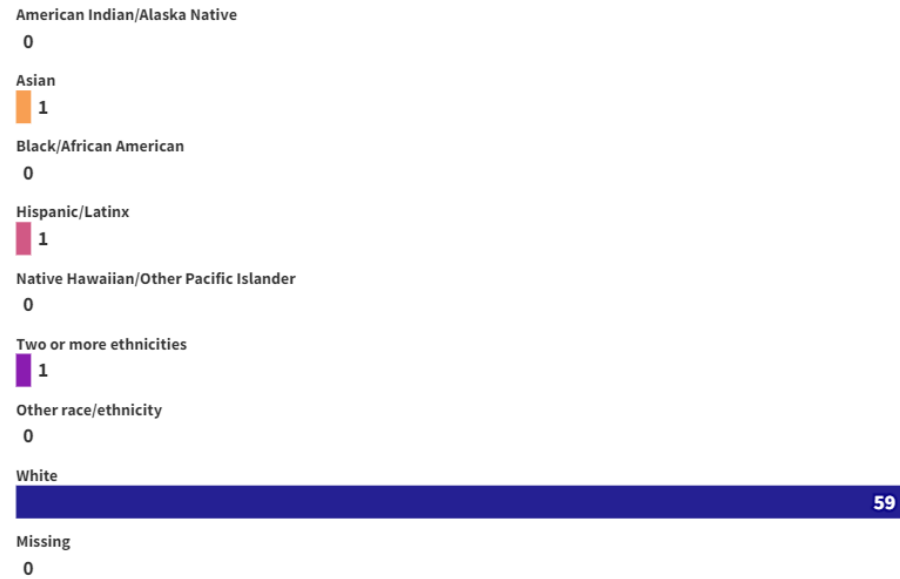 American Indian/Alaska Native
0
Asian
1
Black/African American
0
Hispanic/Latinx
1
Native Hawaiian/Other Pacific Islander
0
Two or more ethnicities
1
Other race/ethnicity
0
White
59
Missing
0